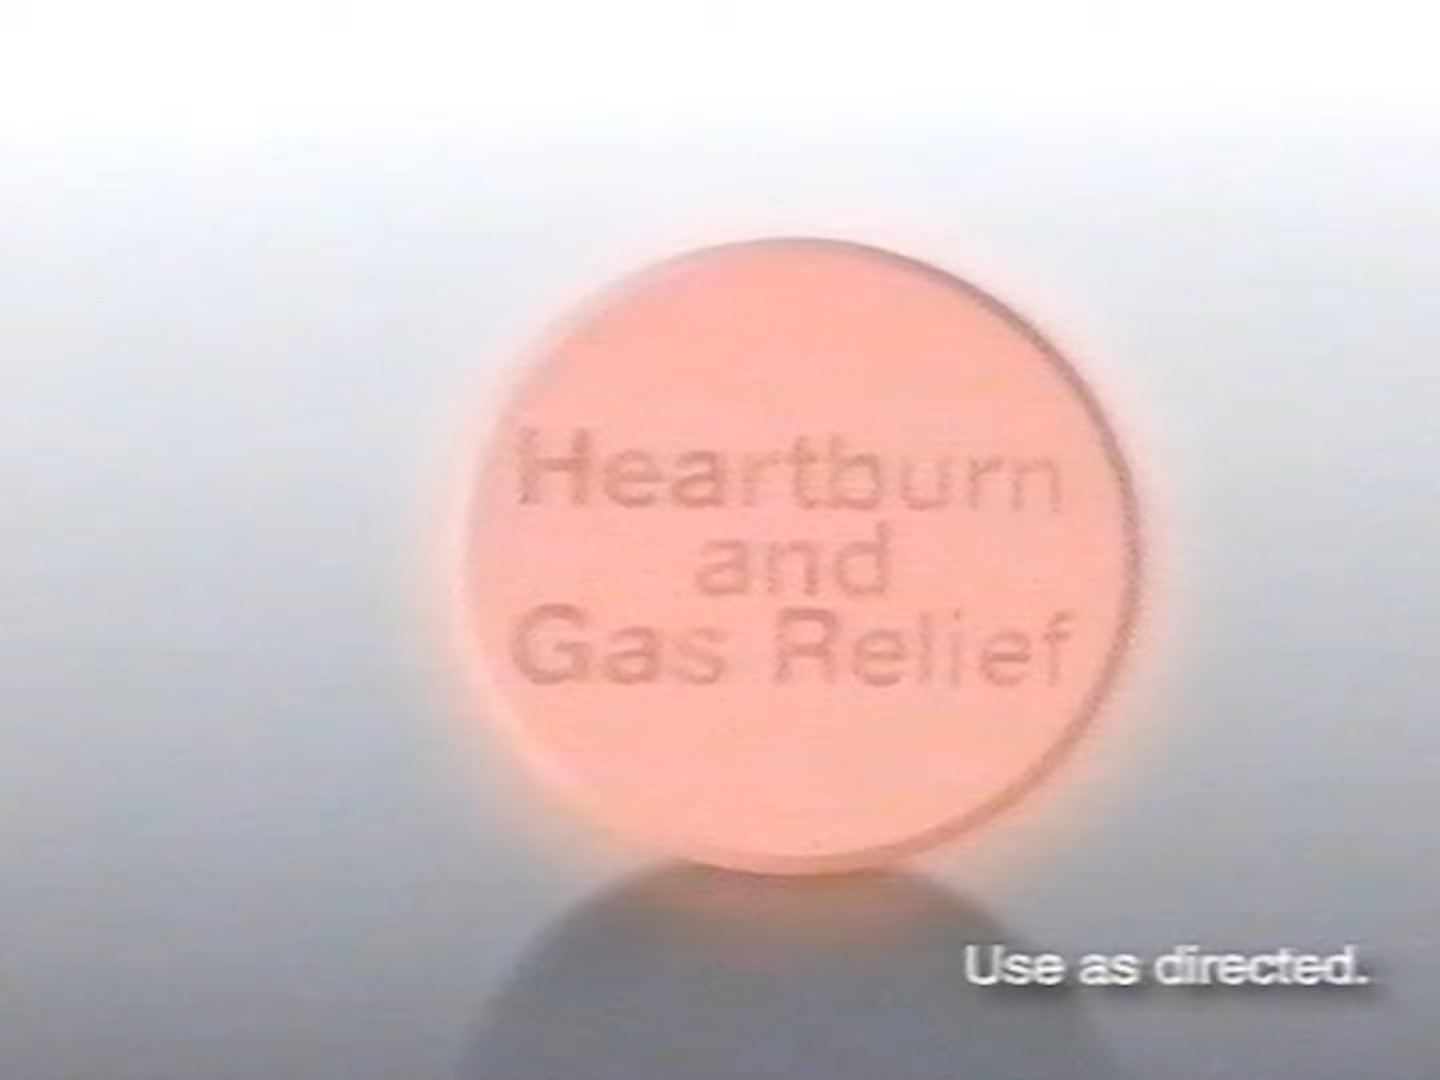 Heartburn
and
Gas Relief
Use as directed.